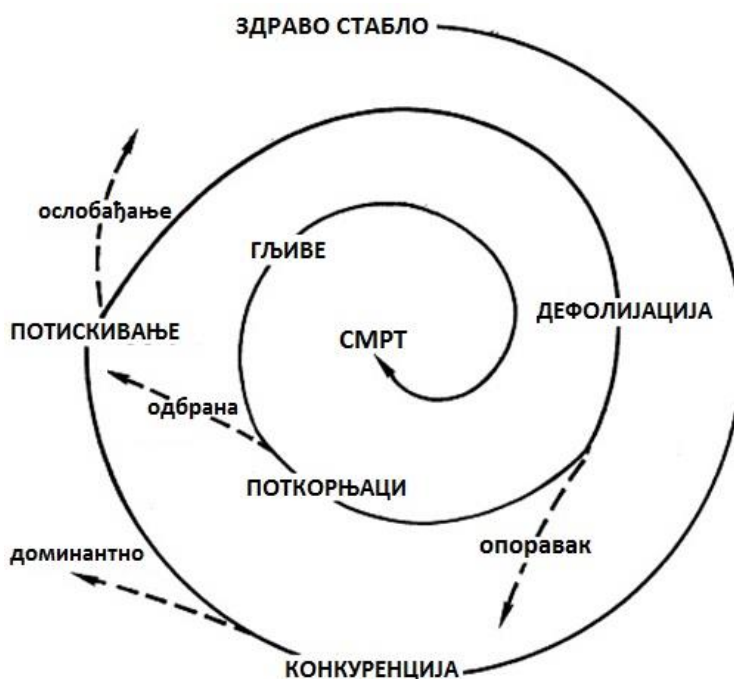 ЗДРАВО СТАБЛО
ослобађање
ГЉИВЕ
ДЕФОЛИЈАЦИЈА
ПОТИСКИВАЊЕ
СМРТ
одбрана
ПОТКОРЊАЦИ
опоравак
доминантно
КОНКУРЕНЦИЈА